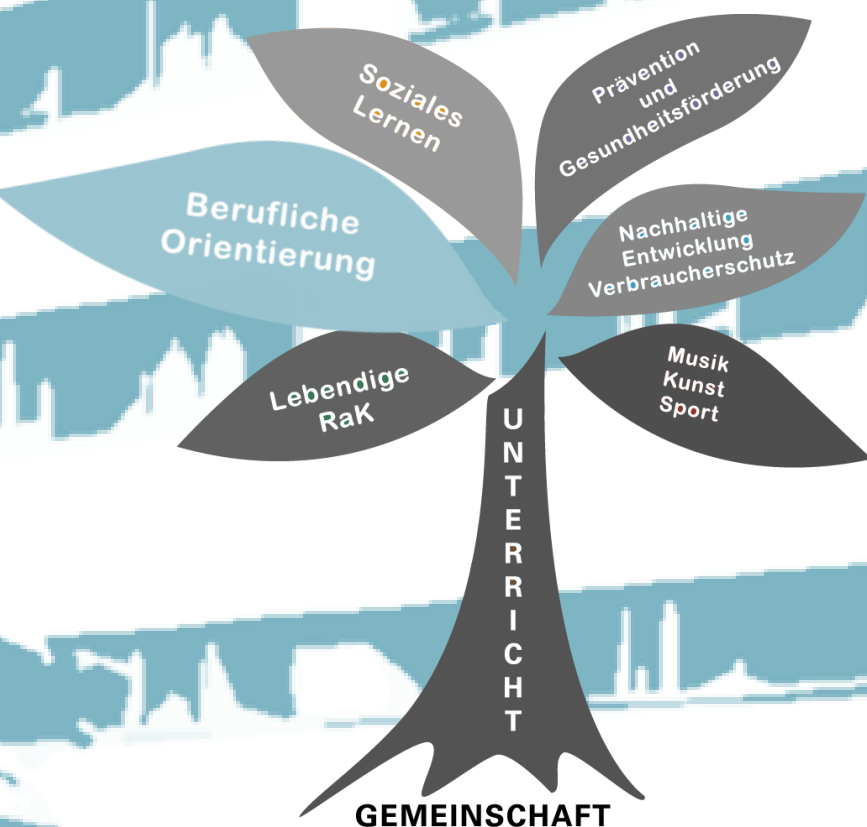 Soziales
Lernen
Prävention
und
Gesundheitsförderung
Berufliche
Orientierung
Nachhaltige
Entwicklung
Verbraucherschutz
Lebendige
RaK
Musik
Kunst
Sport
UNTERRICHT
GEMEINSCHAFT